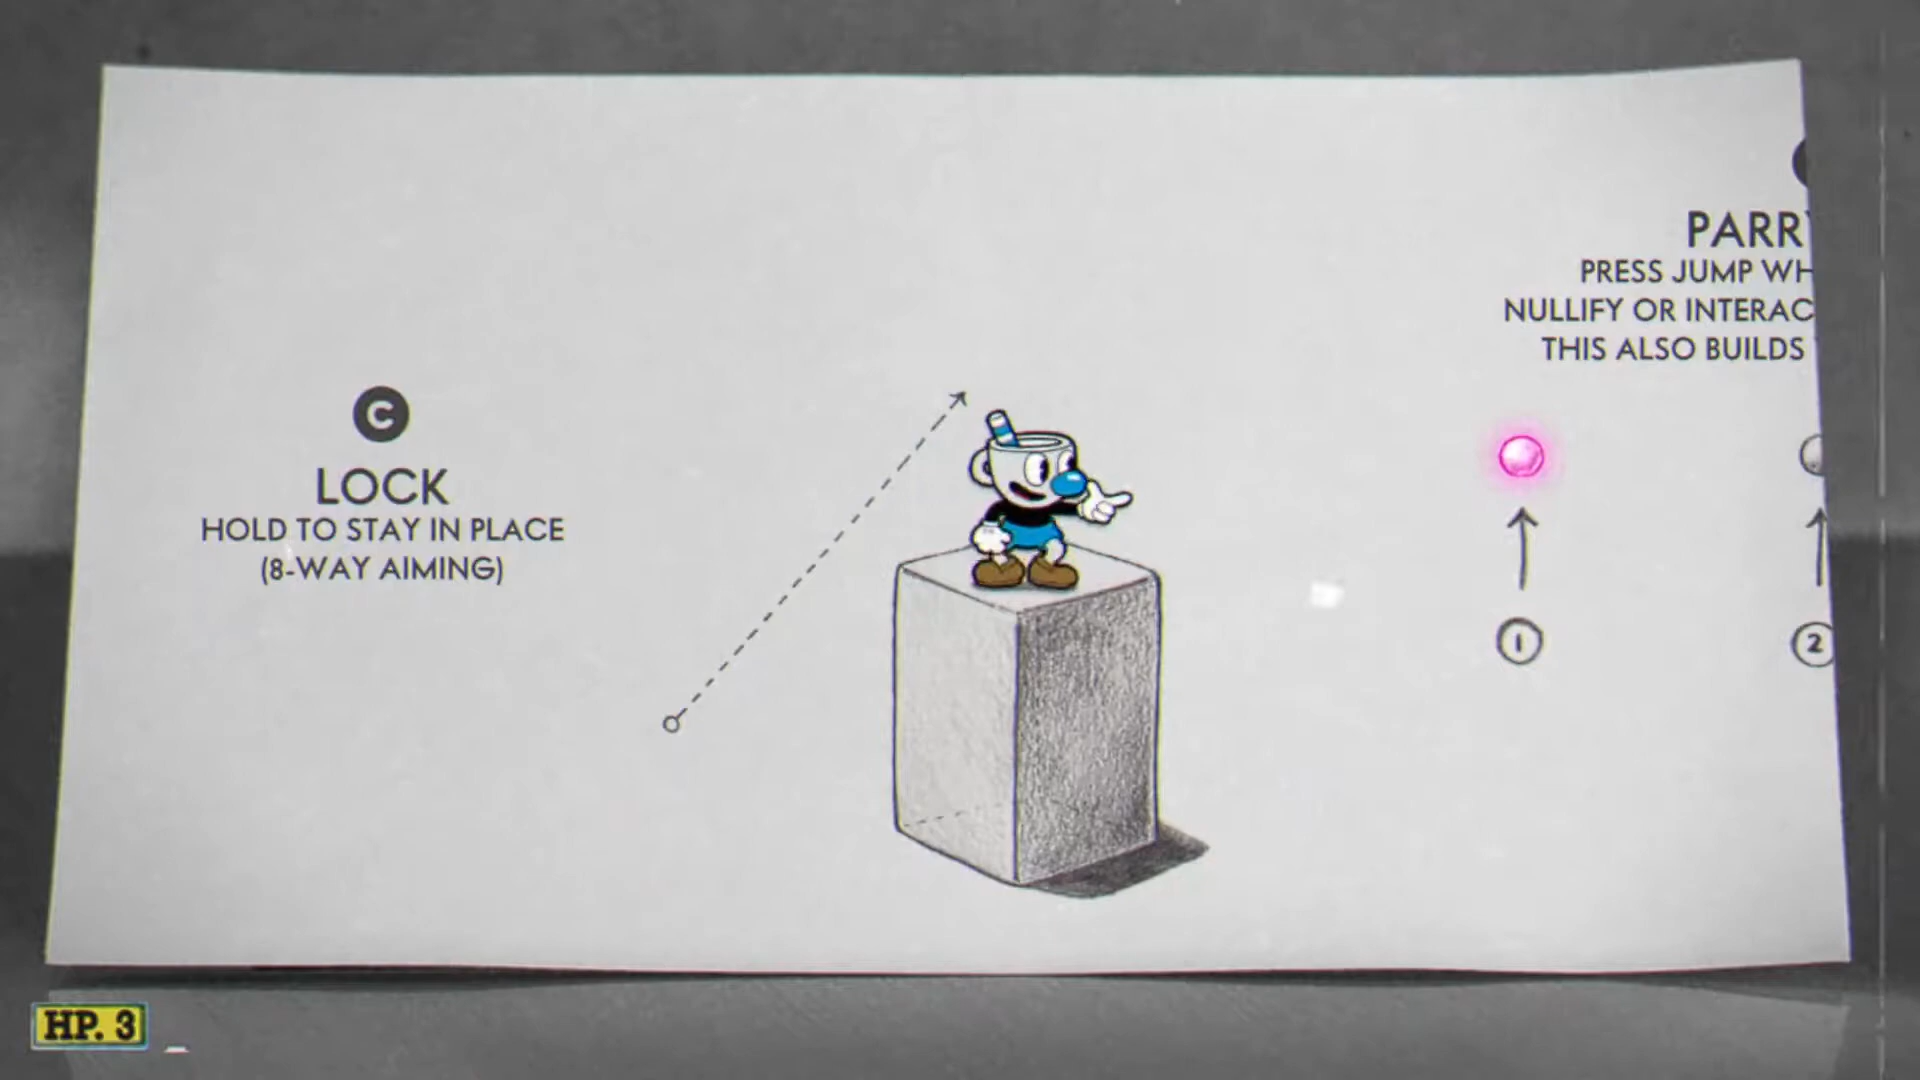 C
LOCK
HOLD TO STAY IN PLACE
(8-WAY AIMING)
PARR
PRESS JUMP WH
NULLIFY OR INTERAC
THIS ALSO BUILDS
1
2
HP. 3